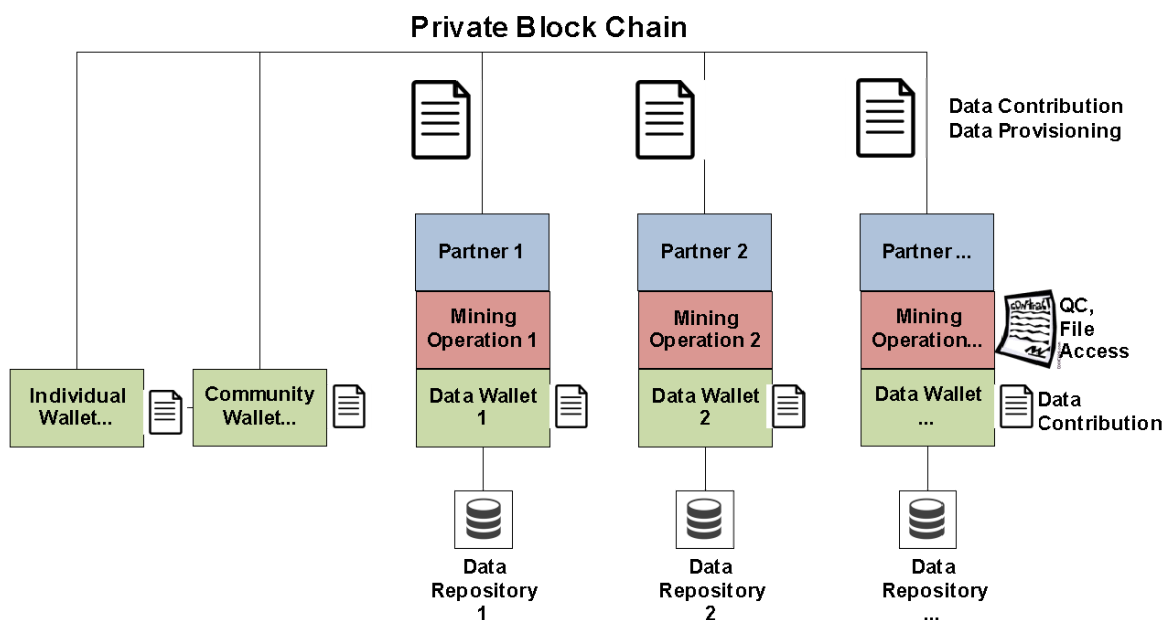 Private Block Chain
Data Contribution
Data Provisioning
Partner 1
Partner 2
Partner ...
Mining
Operation 1
Mining
Operation 2
Mining
Operation...
contract
QC,
File
Access
Individual
Wallet...
Community
Wallet...
Data Wallet
1
Data Wallet
2
Data Wallet
...
Data
Contribution
Data
Repository
1
Data
Repository
2
Data
Repository
...